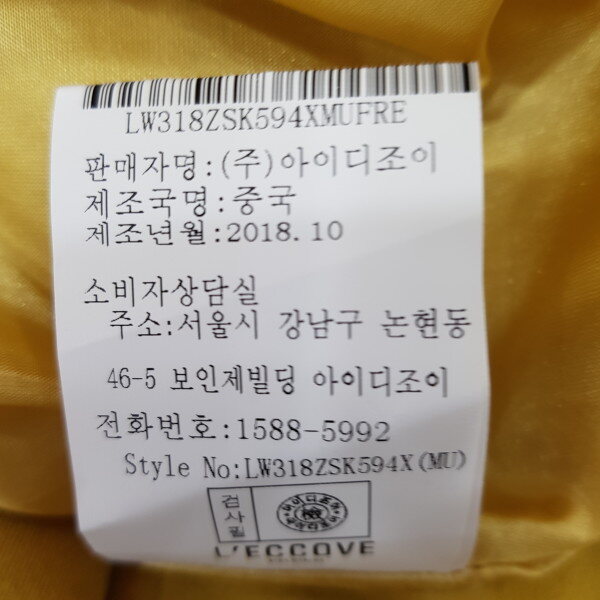 LW318ZSK594XMUFRE
판매자명:(주)아이디조이
제조국명:중국
제조년월:2018.10
소비자상담실
주소:서울시 강남구 논현동
46-5 보인제빌딩 아이디조이
전화번호:1588-5992
Style No:LW318ZSK594X(MU)
검사필
L'ECCOVE